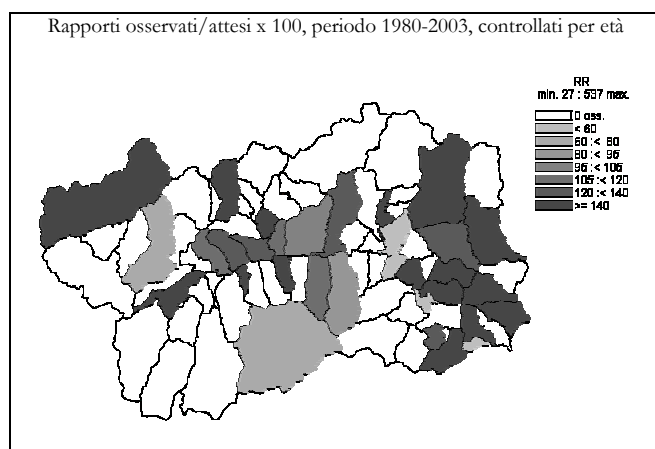 Rapporti osservati/attesi x 100, periodo 1980-2003, controllati per età
RR
min. 27 : 537 max.
0 oss.
< 60
60 :< 80
80 :< 95
95 :< 105
105 :< 120
120 :< 140
>= 140